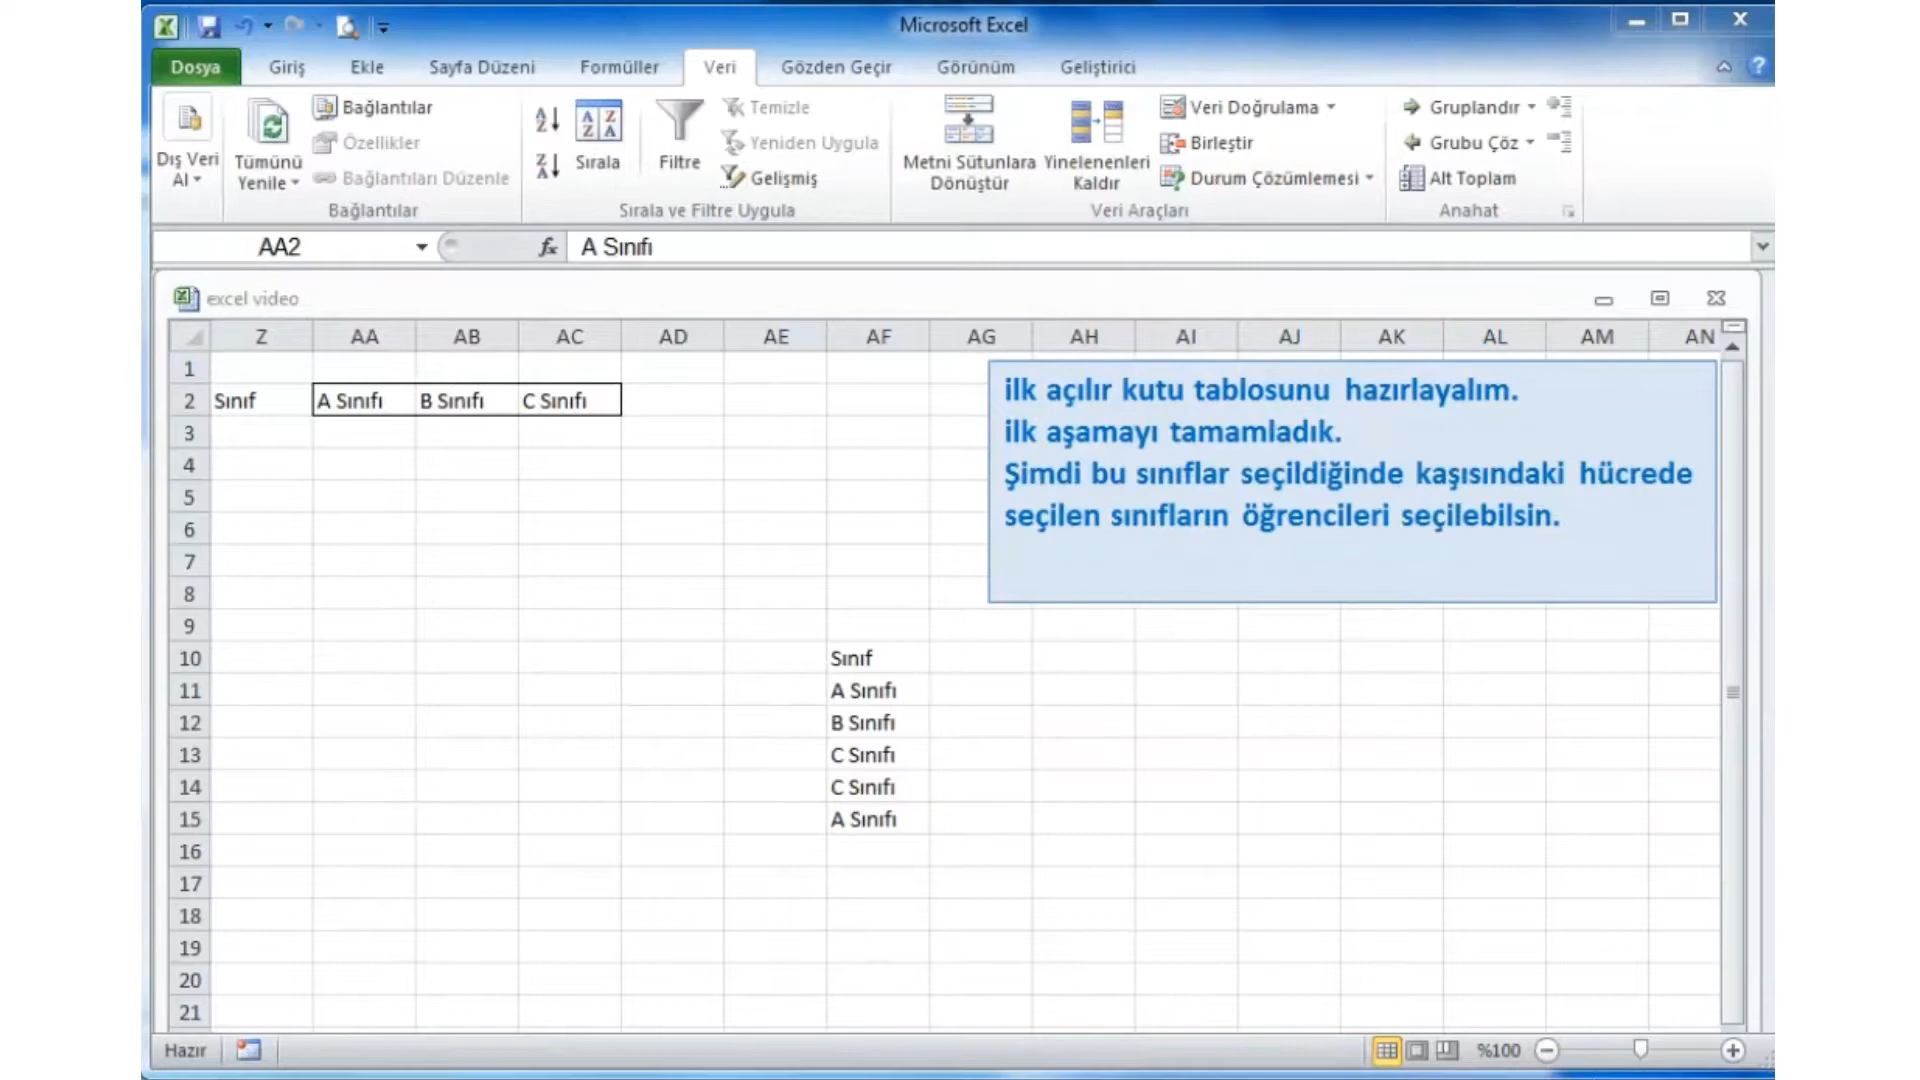 Microsoft Excel
Dosya Giriş Ekle Sayfa Düzeni Formüller Veri Gözden Geçir Görünüm Geliştirici
Dış Veri Al
Tümünü Yenile
Bağlantılar
Özellikler
Bağlantıları Düzenle
Bağlantılar
Sırala
Filtre
Temizle
Yeniden Uygula
Gelişmiş
Sırala ve Filtre Uygula
Metni Sütunlara Dönüştür
Yinelenenleri Kaldır
Veri Doğrulama
Birleştir
Durum Çözümlemesi
Veri Araçları
Gruplandır
Grubu Çöz
Alt Toplam
Anahat
AA2 fx A Sınıfı
excel video
Z AA AB AC AD AE AF AG AH AI AJ AK AL AM AN
1
2 Sınıf A Sınıfı B Sınıfı C Sınıfı
3
4
5
6
7
8
9
10 Sınıf
11 A Sınıfı
12 B Sınıfı
13 C Sınıfı
14 C Sınıfı
15 A Sınıfı
16
17
18
19
20
21
ilk açılır kutu tablosunu hazırlayalım.
ilk aşamayı tamamladık.
Şimdi bu sınıflar seçildiğinde kaşısındaki hücrede
seçilen sınıfların öğrencileri seçilebilsin.
Hazır %100